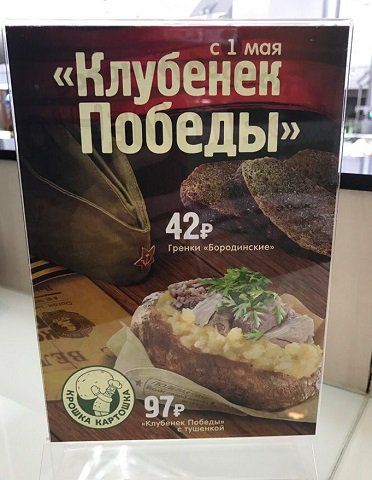 с 1 мая
«Клубенек
Победы»
42₽
Гренки «Бородинские»
КРОШКА КАРТОШКА
97₽
«Клубенек Победы»
с тушенкой